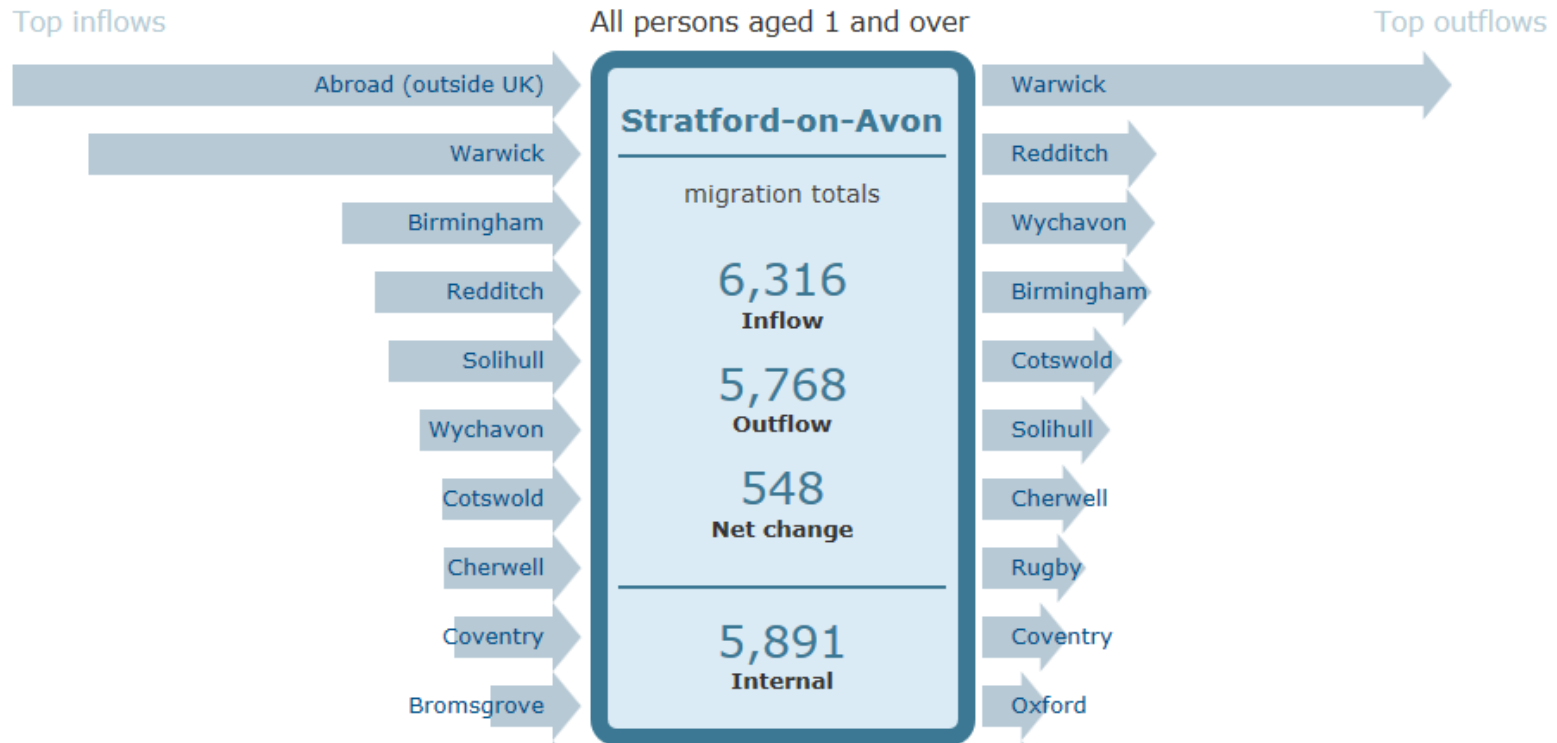 Top inflows
All persons aged 1 and over
Top outflows
Abroad (outside UK)
Warwick
Birmingham
Redditch
Solihull
Wychavon
Cotswold
Cherwell
Coventry
Bromsgrove
Stratford-on-Avon
migration totals
6,316
Inflow
5,768
Outflow
548
Net change
5,891
Internal
Warwick
Redditch
Wychavon
Birmingham
Cotswold
Solihull
Cherwell
Rugby
Coventry
Oxford